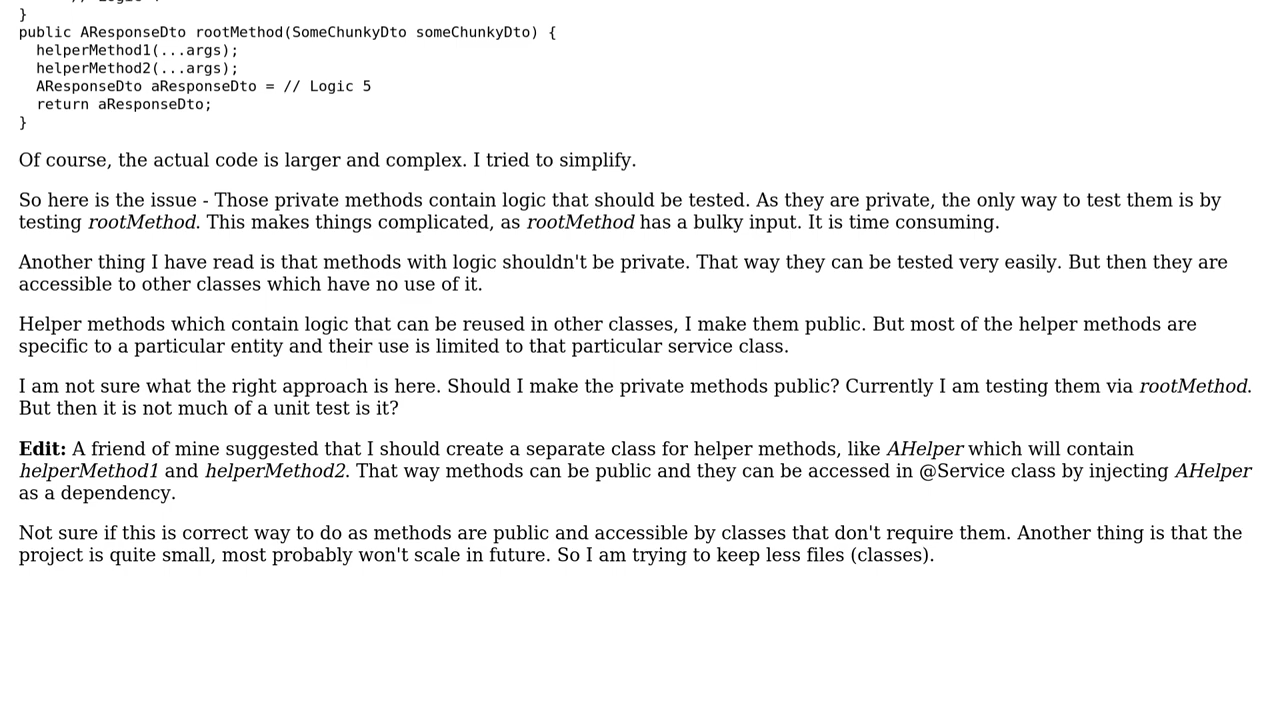 }
public AResponseDto rootMethod(SomeChunkyDto someChunkyDto) {
  helperMethod1(...args);
  helperMethod2(...args);
  AResponseDto aResponseDto = // Logic 5
  return aResponseDto;
}
Of course, the actual code is larger and complex. I tried to simplify.
So here is the issue - Those private methods contain logic that should be tested. As they are private, the only way to test them is by
testing rootMethod. This makes things complicated, as rootMethod has a bulky input. It is time consuming.
Another thing I have read is that methods with logic shouldn't be private. That way they can be tested very easily. But then they are
accessible to other classes which have no use of it.
Helper methods which contain logic that can be reused in other classes, I make them public. But most of the helper methods are
specific to a particular entity and their use is limited to that particular service class.
I am not sure what the right approach is here. Should I make the private methods public? Currently I am testing them via rootMethod.
But then it is not much of a unit test is it?
Edit: A friend of mine suggested that I should create a separate class for helper methods, like AHelper which will contain
helperMethod1 and helperMethod2. That way methods can be public and they can be accessed in @Service class by injecting AHelper
as a dependency.
Not sure if this is correct way to do as methods are public and accessible by classes that don't require them. Another thing is that the
project is quite small, most probably won't scale in future. So I am trying to keep less files (classes).